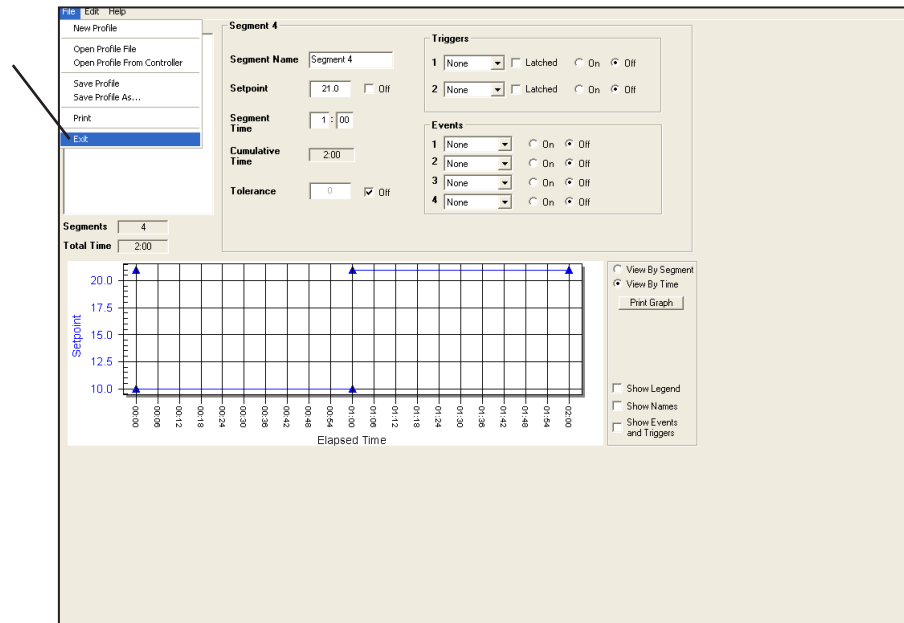 File Edit Help
New Profile
Open Profile File
Open Profile From Controller
Save Profile
Save Profile As...
Print
Exit
Segments 4
Total Time 2:00
Segment 4
Segment Name Segment 4
Setpoint 21.0 Off
Segment Time 1 : 00
Cumulative Time 2:00
Tolerance 0 Off
Triggers
1 None Latched On Off
2 None Latched On Off
Events
1 None On Off
2 None On Off
3 None On Off
4 None On Off
Setpoint
20.0
17.5
15.0
12.5
10.0
00:00 00:06 00:12 00:18 00:24 00:30 00:36 00:42 00:48 00:54 01:00 01:06 01:12 01:18 01:24 01:30 01:36 01:42 01:48 01:54 02:00
Elapsed Time
View By Segment
View By Time
Print Graph
Show Legend
Show Names
Show Events
and Triggers